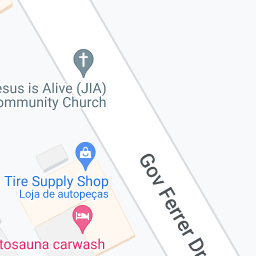 esus is Alive (JIA)
ommunity Church
Tire Supply Shop
Loja de autopeças
tosauna carwash
Gov Ferrer Dr